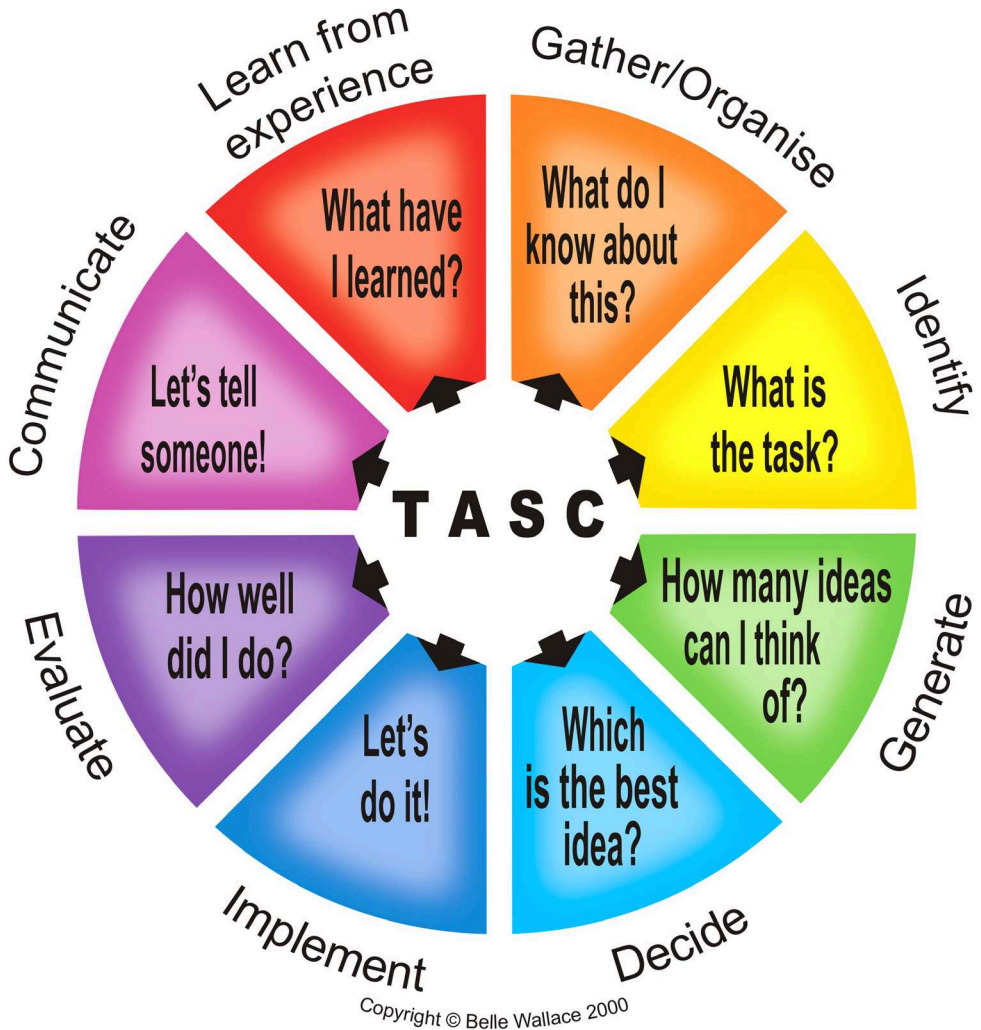 Gather/Organise
What do I
know about
this?
Identify
What is
the task?
Generate
How many ideas
can I think
of?
Decide
Which
is the best
idea?
Implement
Let's
do it!
Evaluate
How well
did I do?
Communicate
Let's tell
someone!
Learn from
experience
What have
I learned?
TASC
Copyright © Belle Wallace 2000